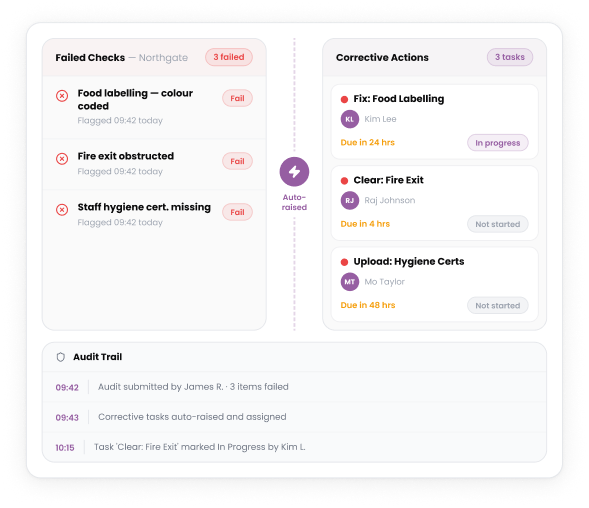 Failed Checks — Northgate
3 failed
Food labelling — colour
coded
Fail
Flagged 09:42 today
Fire exit obstructed
Fail
Flagged 09:42 today
Staff hygiene cert. missing
Fail
Flagged 09:42 today
Auto-
raised
Corrective Actions
3 tasks
Fix: Food Labelling
KL Kim Lee
Due in 24 hrs
In progress
Clear: Fire Exit
RJ Raj Johnson
Due in 4 hrs
Not started
Upload: Hygiene Certs
MT Mo Taylor
Due in 48 hrs
Not started
Audit Trail
09:42 Audit submitted by James R. · 3 items failed
09:43 Corrective tasks auto-raised and assigned
10:15 Task 'Clear: Fire Exit' marked In Progress by Kim L.